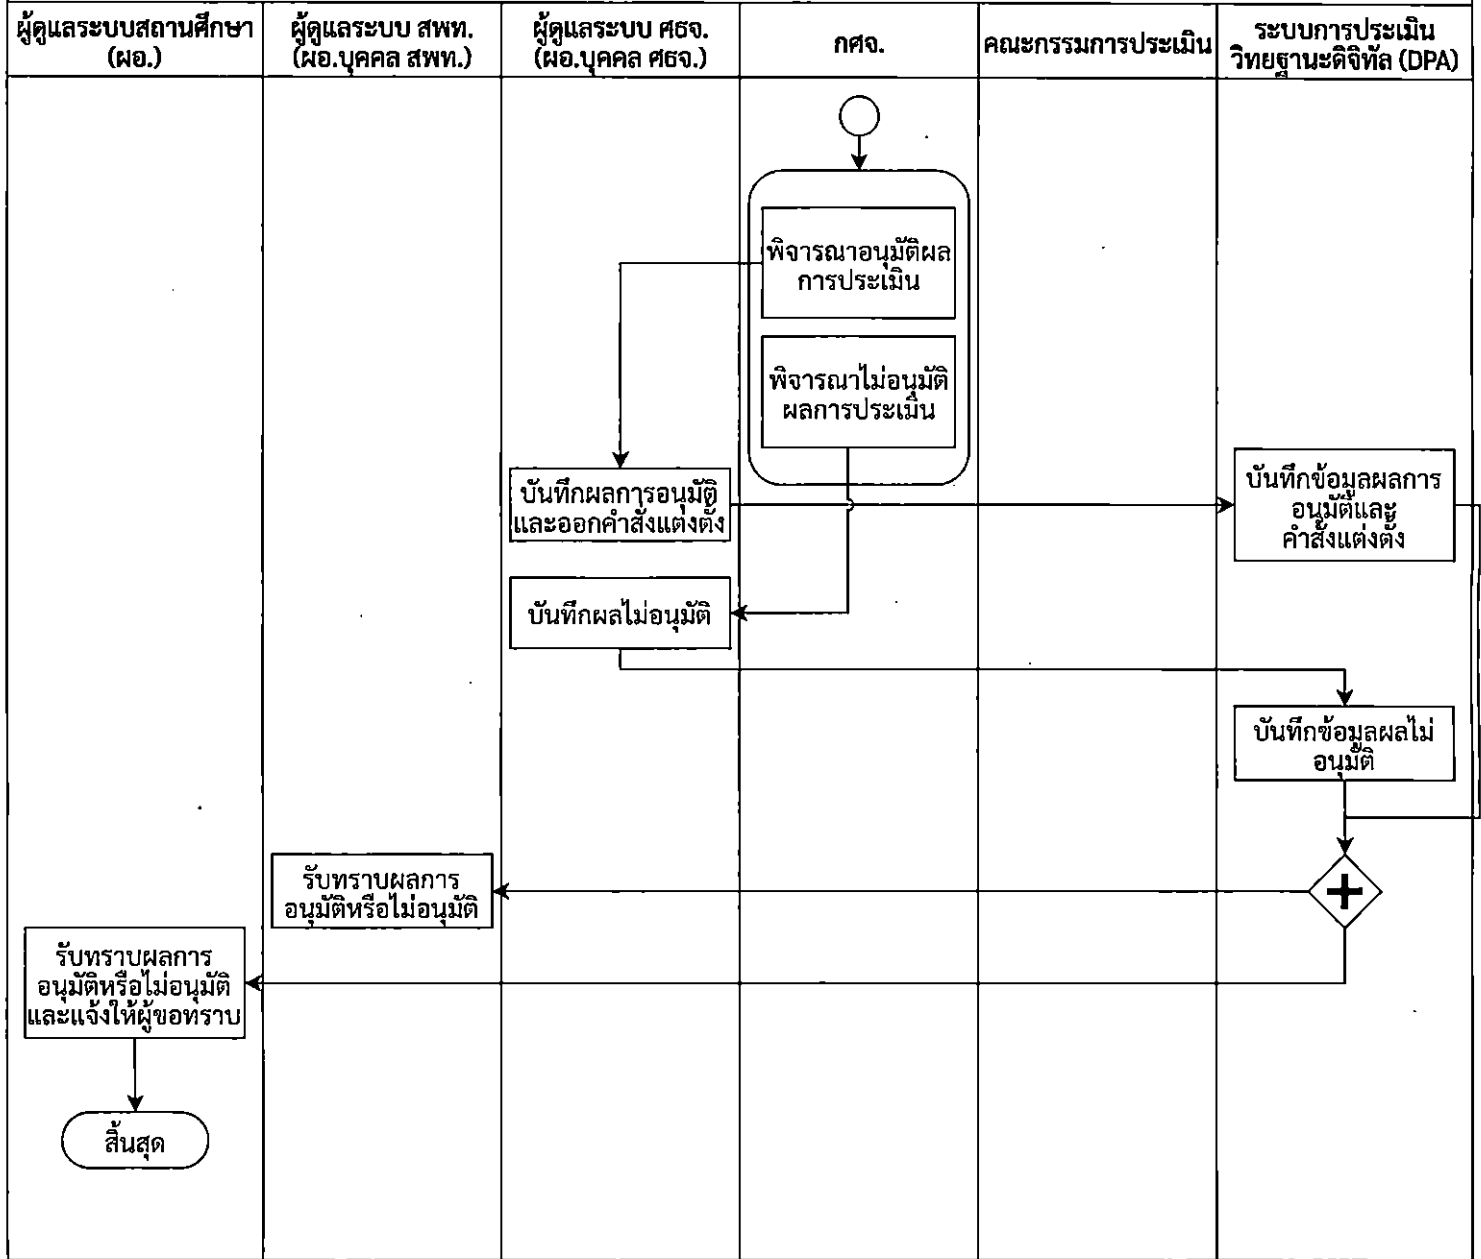 ผู้ดูแลระบบสถานศึกษา
(ผอ.)
ผู้ดูแลระบบ สพท.
(ผอ.บุคคล สพท.)
ผู้ดูแลระบบ ศธจ.
(ผอ.บุคคล ศธจ.)
กศจ.
คณะกรรมการประเมิน
ระบบการประเมิน
วิทยฐานะดิจิทัล (DPA)
พิจารณาอนุมัติผล
การประเมิน
พิจารณาไม่อนุมัติ
ผลการประเมิน
บันทึกผลการอนุมัติ
และออกคำสั่งแต่งตั้ง
บันทึกข้อมูลผลการ
อนุมัติและ
คำสั่งแต่งตั้ง
บันทึกผลไม่อนุมัติ
บันทึกข้อมูลผลไม่
อนุมัติ
รับทราบผลการ
อนุมัติหรือไม่อนุมัติ
รับทราบผลการ
อนุมัติหรือไม่อนุมัติ
และแจ้งให้ผู้ขอทราบ
สิ้นสุด